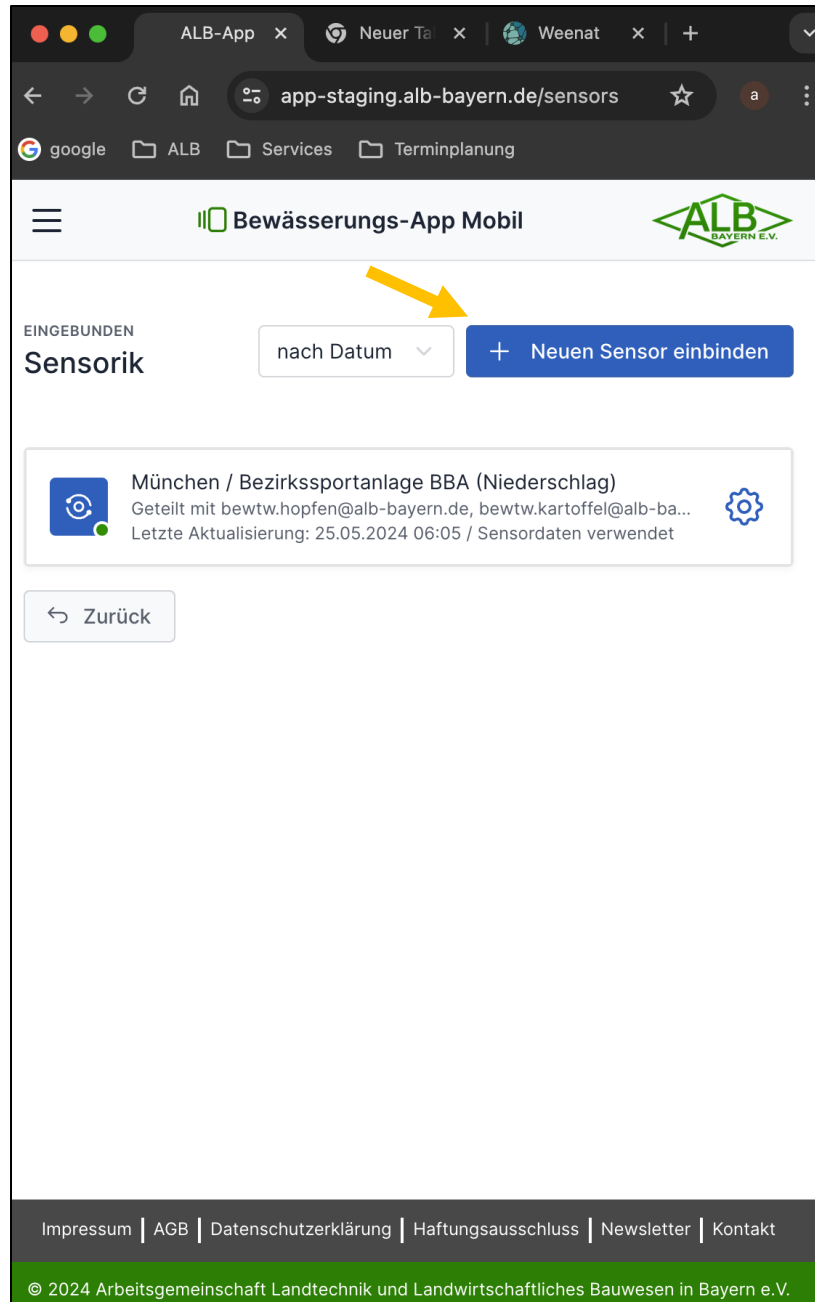 ALB-App
Neuer Ta
Weenat
app-staging.alb-bayern.de/sensors
a
google
ALB
Services
Terminplanung
Bewässerungs-App Mobil
ALB
BAYERN E.V.
EINGEBUNDEN
Sensorik
nach Datum
Neuen Sensor einbinden
München / Bezirkssportanlage BBA (Niederschlag)
Geteilt mit bewtw.hopfen@alb-bayern.de, bewtw.kartoffel@alb-ba...
Letzte Aktualisierung: 25.05.2024 06:05 / Sensordaten verwendet
Zurück
Impressum | AGB | Datenschutzerklärung | Haftungsausschluss | Newsletter | Kontakt
© 2024 Arbeitsgemeinschaft Landtechnik und Landwirtschaftliches Bauwesen in Bayern e.V.